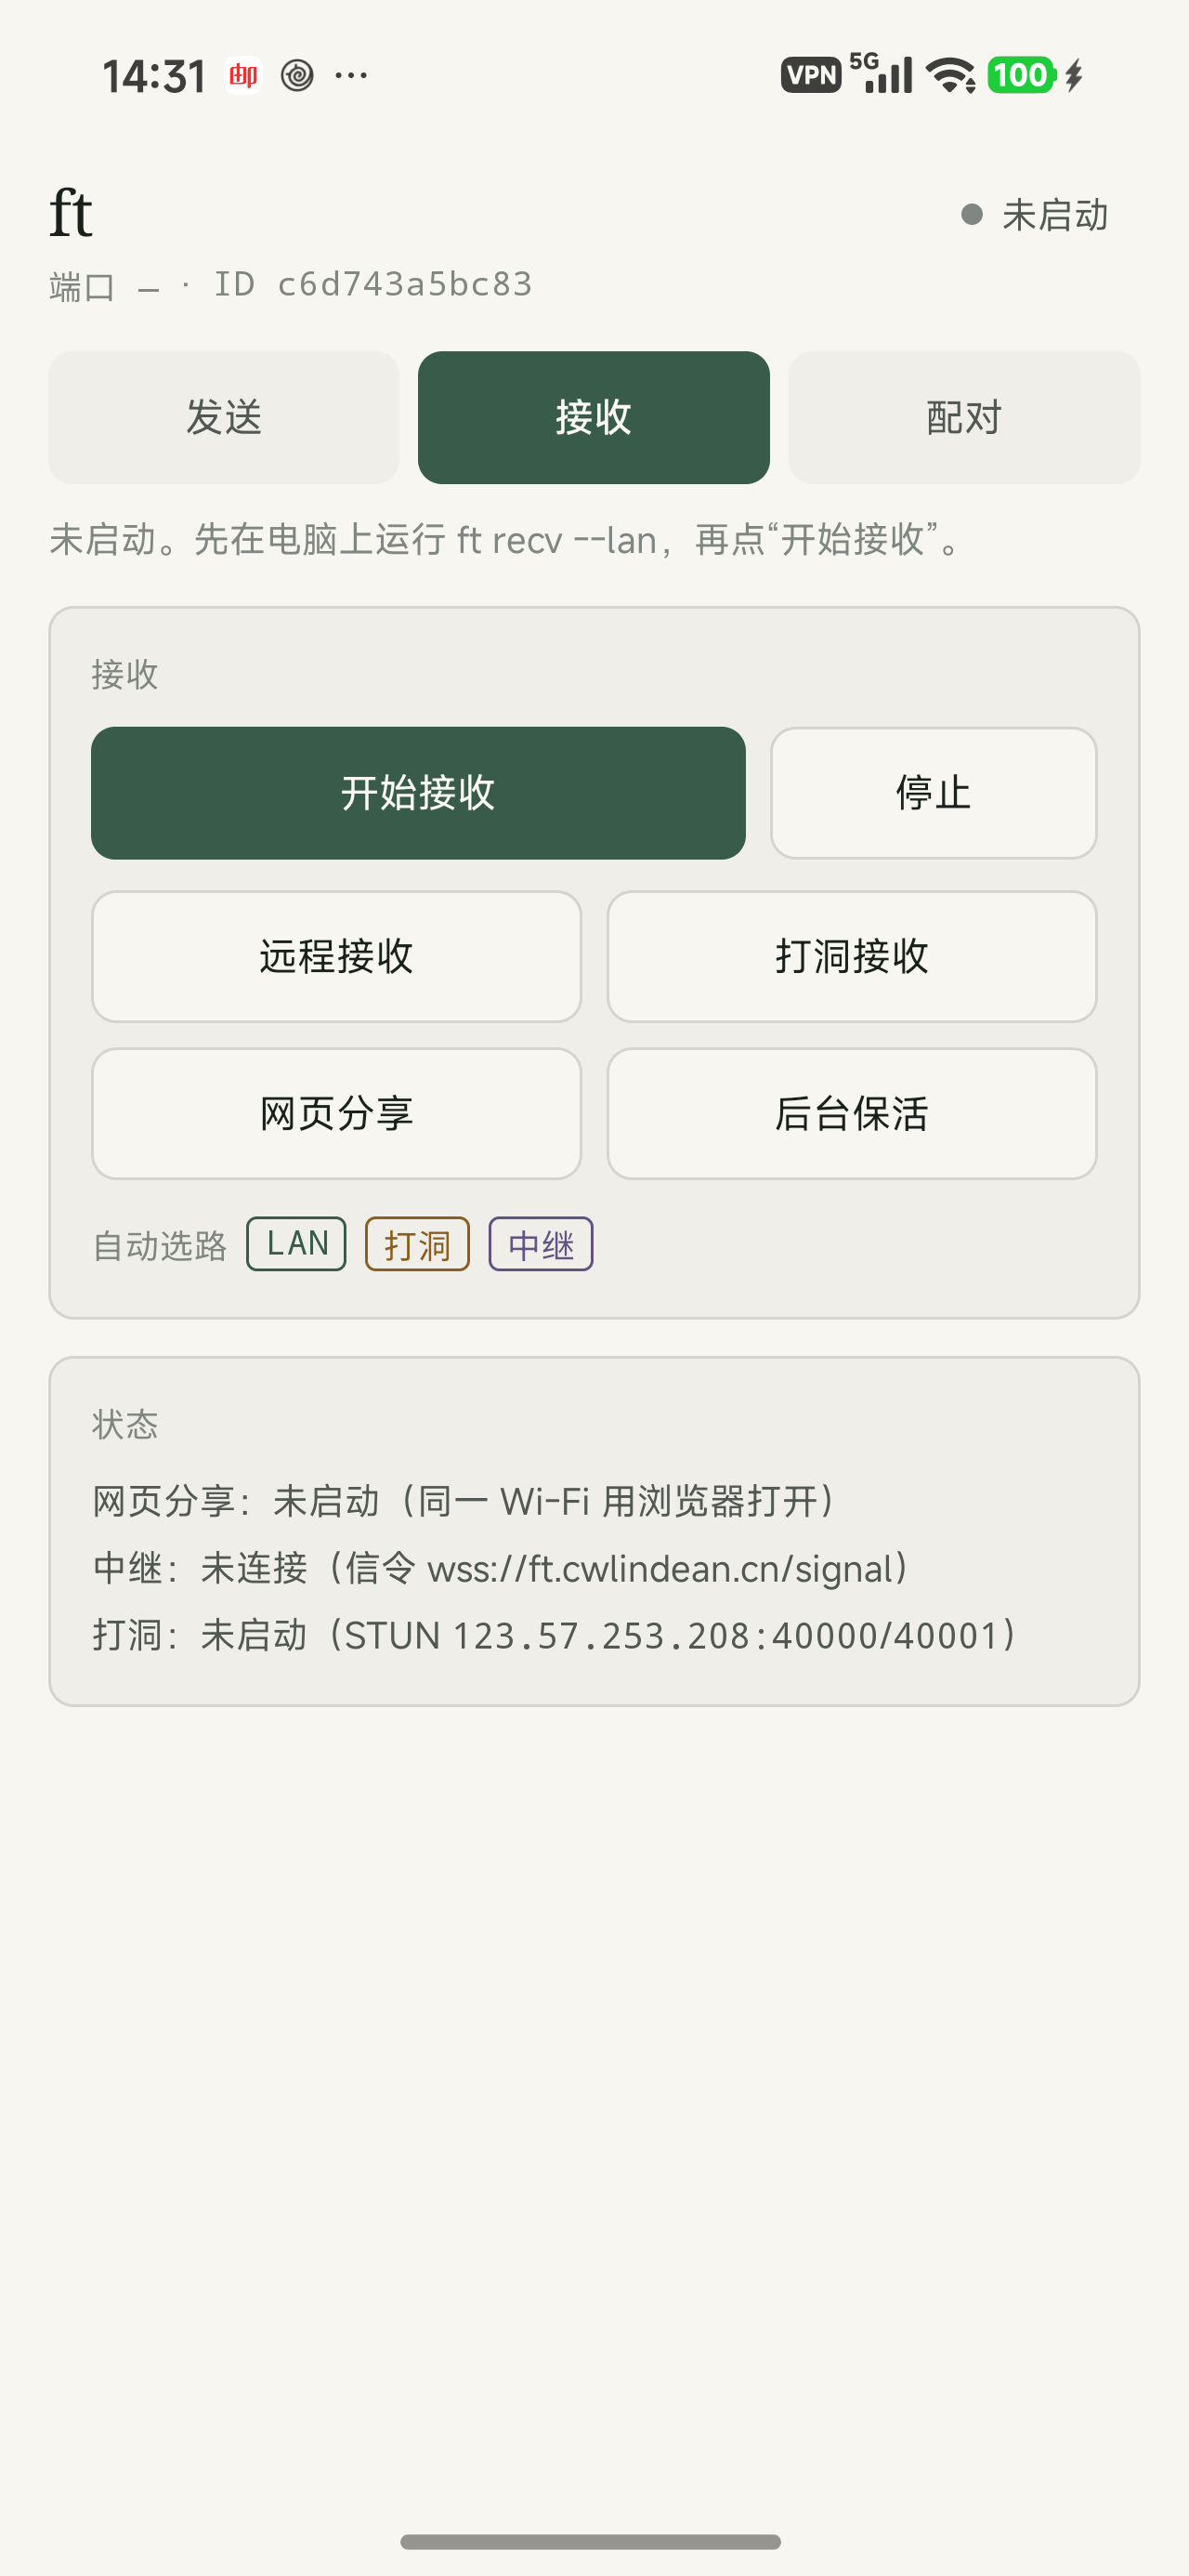 14:31 ··· VPN 5G 100
ft
未启动
端口 — · ID c6d743a5bc83
发送 接收 配对
未启动。先在电脑上运行 ft recv --lan，再点“开始接收”。
接收
开始接收 停止
远程接收 打洞接收
网页分享 后台保活
自动选路 LAN 打洞 中继
状态
网页分享：未启动（同一 Wi-Fi 用浏览器打开）
中继：未连接（信令 wss://ft.cwlindean.cn/signal）
打洞：未启动（STUN 123.57.253.208:40000/40001）